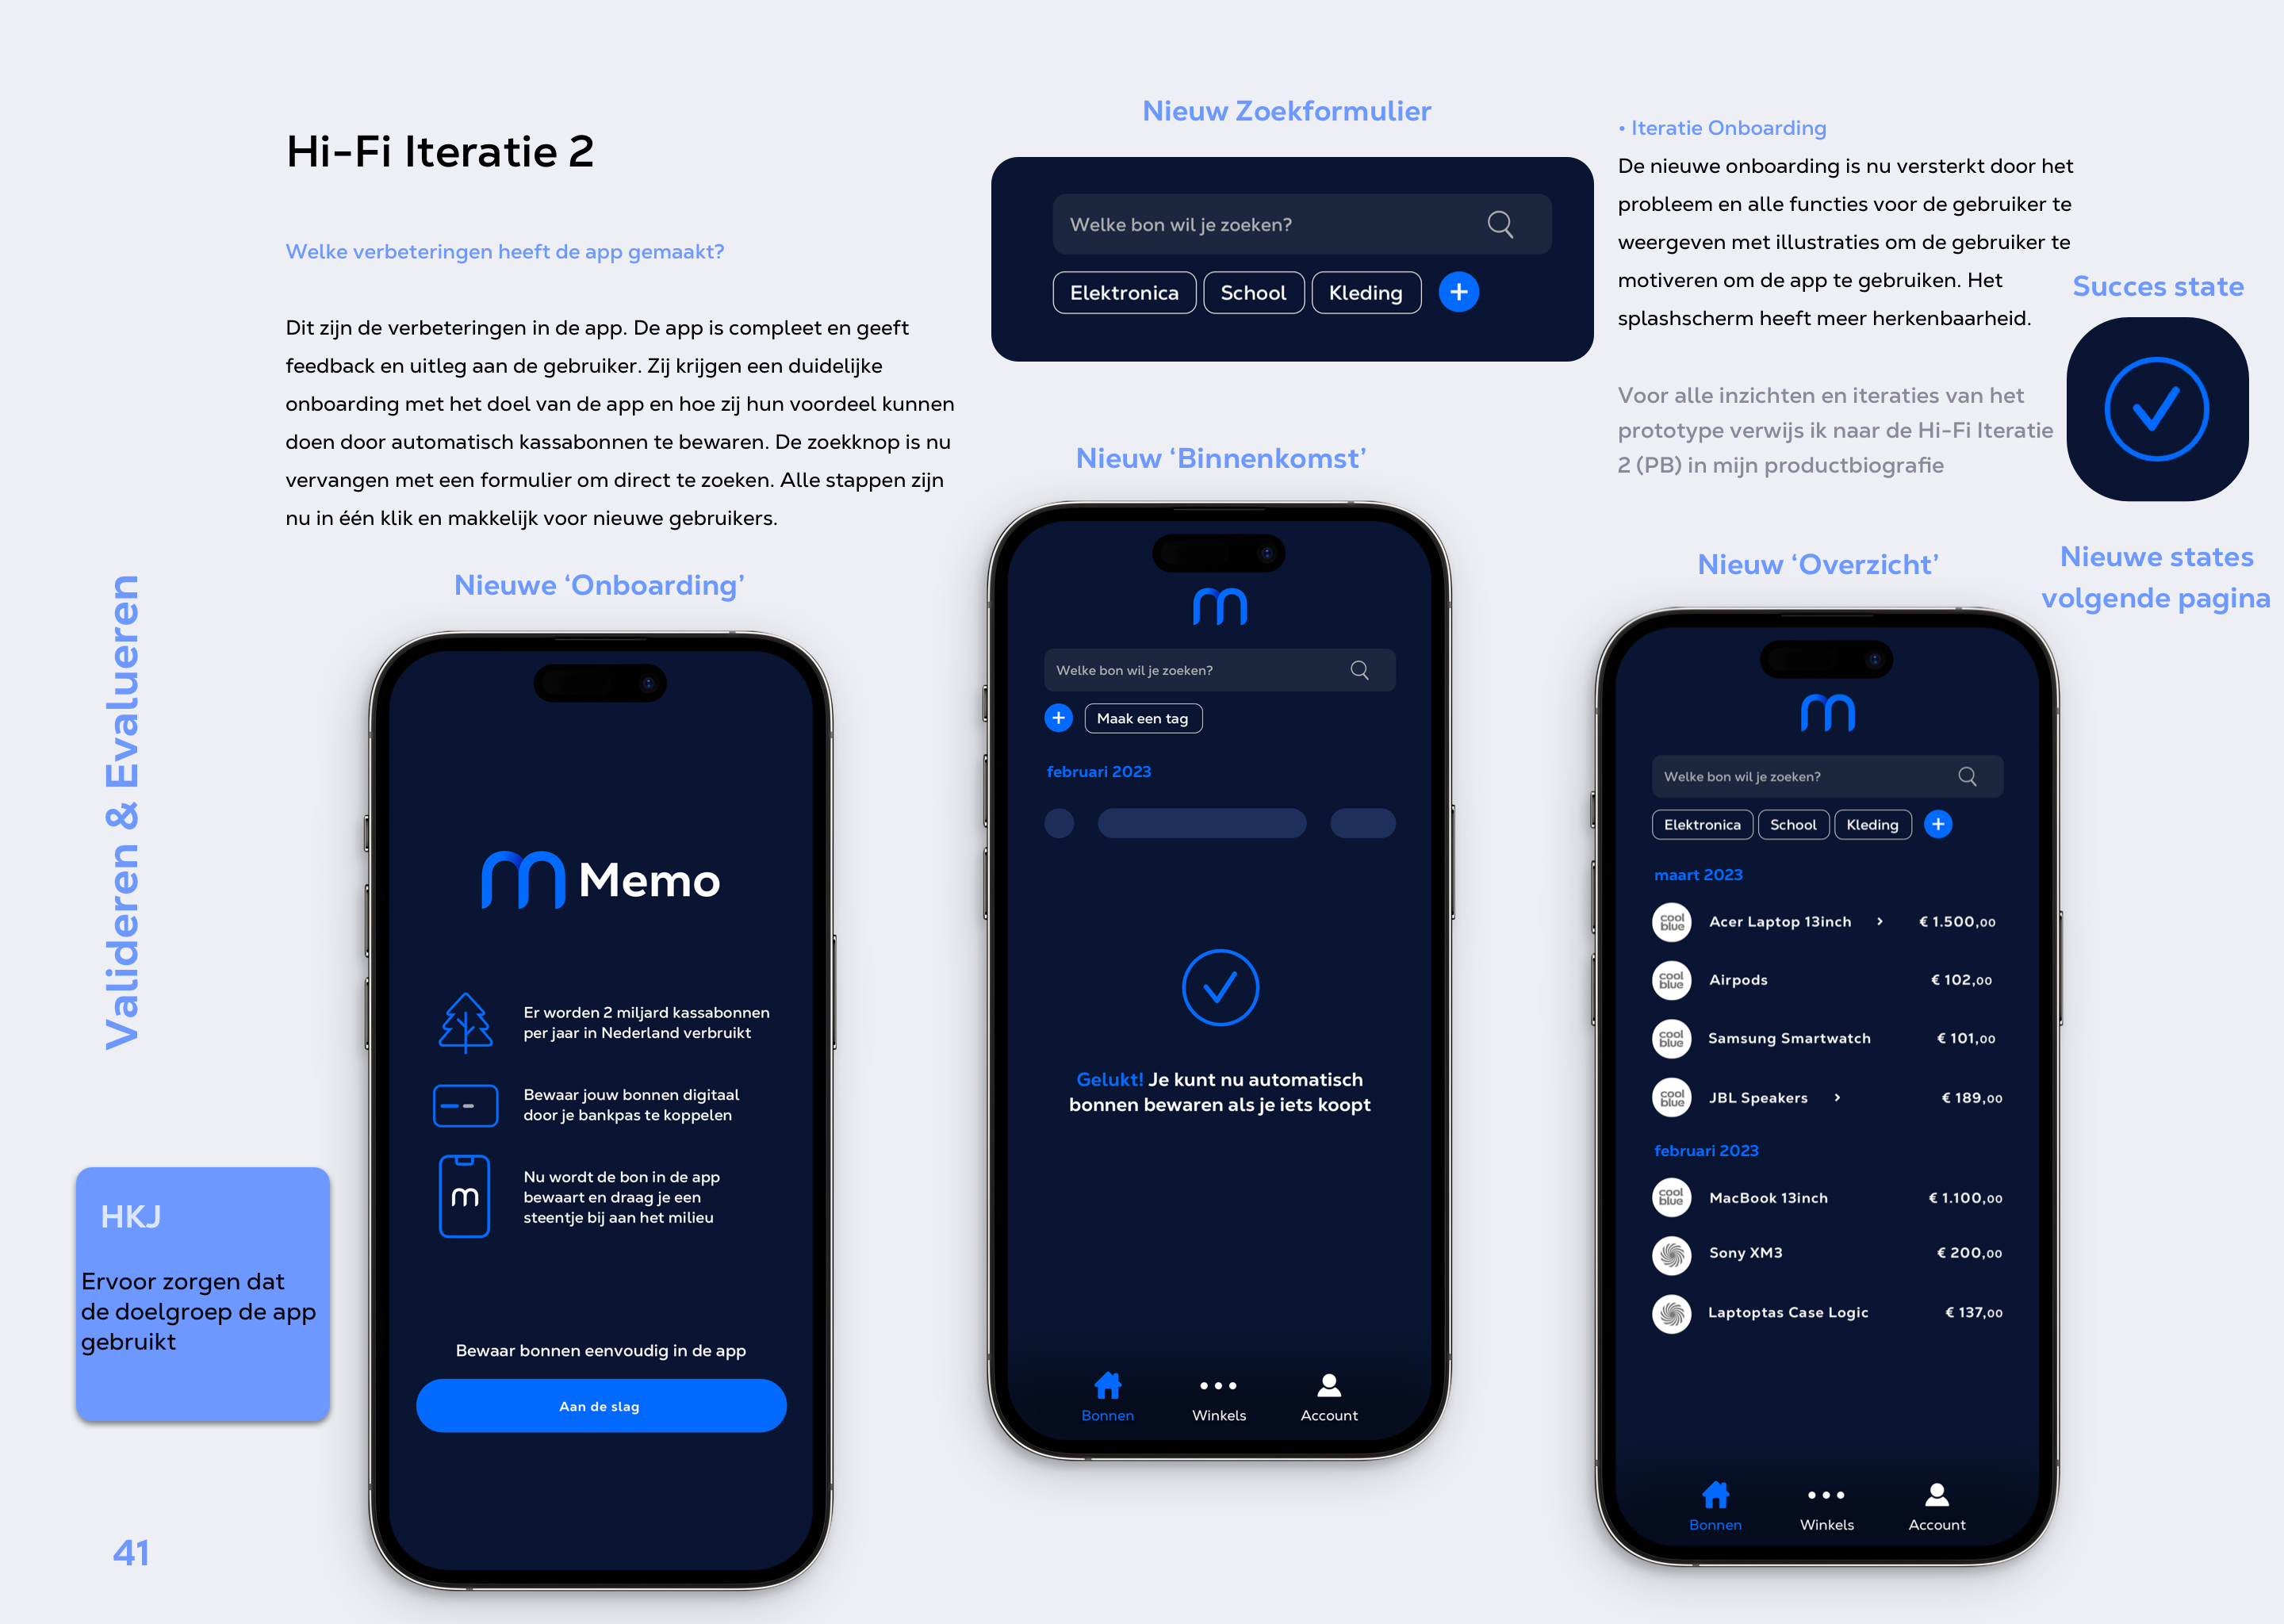 Hi-Fi Iteratie 2
Welke verbeteringen heeft de app gemaakt?
Dit zijn de verbeteringen in de app. De app is compleet en geeft
feedback en uitleg aan de gebruiker. Zij krijgen een duidelijke
onboarding met het doel van de app en hoe zij hun voordeel kunnen
doen door automatisch kassabonnen te bewaren. De zoekknop is nu
vervangen met een formulier om direct te zoeken. Alle stappen zijn
nu in één klik en makkelijk voor nieuwe gebruikers.
Nieuw Zoekformulier
Welke bon wil je zoeken?
Elektronica
School
Kleding
+
• Iteratie Onboarding
De nieuwe onboarding is nu versterkt door het
probleem en alle functies voor de gebruiker te
weergeven met illustraties om de gebruiker te
motiveren om de app te gebruiken. Het
splashscherm heeft meer herkenbaarheid.
Voor alle inzichten en iteraties van het
prototype verwijs ik naar de Hi-Fi Iteratie
2 (PB) in mijn productbiografie
Succes state
Nieuwe states
volgende pagina
Valideren & Evalueren
HKJ
Ervoor zorgen dat
de doelgroep de app
gebruikt
41
Nieuwe ‘Onboarding’
m Memo
Er worden 2 miljard kassabonnen
per jaar in Nederland verbruikt
Bewaar jouw bonnen digitaal
door je bankpas te koppelen
m
Nu wordt de bon in de app
bewaart en draag je een
steentje bij aan het milieu
Bewaar bonnen eenvoudig in de app
Aan de slag
Nieuw ‘Binnenkomst’
m
Welke bon wil je zoeken?
+ Maak een tag
februari 2023
Gelukt! Je kunt nu automatisch
bonnen bewaren als je iets koopt
Bonnen
Winkels
Account
Nieuw ‘Overzicht’
m
Welke bon wil je zoeken?
Elektronica
School
Kleding
+
maart 2023
cool
blue
Acer Laptop 13inch > € 1.500,00
cool
blue
Airpods € 102,00
cool
blue
Samsung Smartwatch € 101,00
cool
blue
JBL Speakers > € 189,00
februari 2023
cool
blue
MacBook 13inch € 1.100,00
Sony XM3 € 200,00
Laptoptas Case Logic € 137,00
Bonnen
Winkels
Account